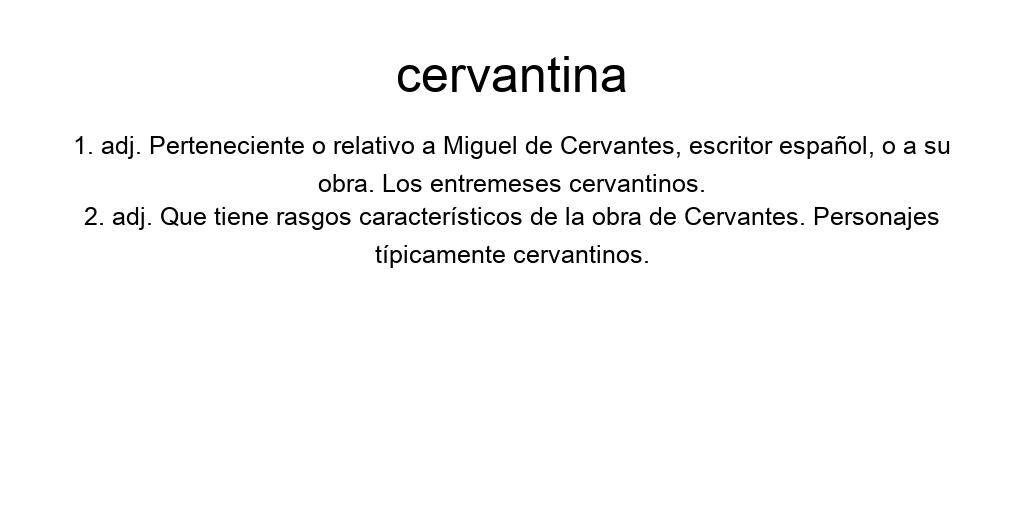 cervantina
1. adj. Perteneciente o relativo a Miguel de Cervantes, escritor español, o a su
obra. Los entremeses cervantinos.
2. adj. Que tiene rasgos característicos de la obra de Cervantes. Personajes
típicamente cervantinos.